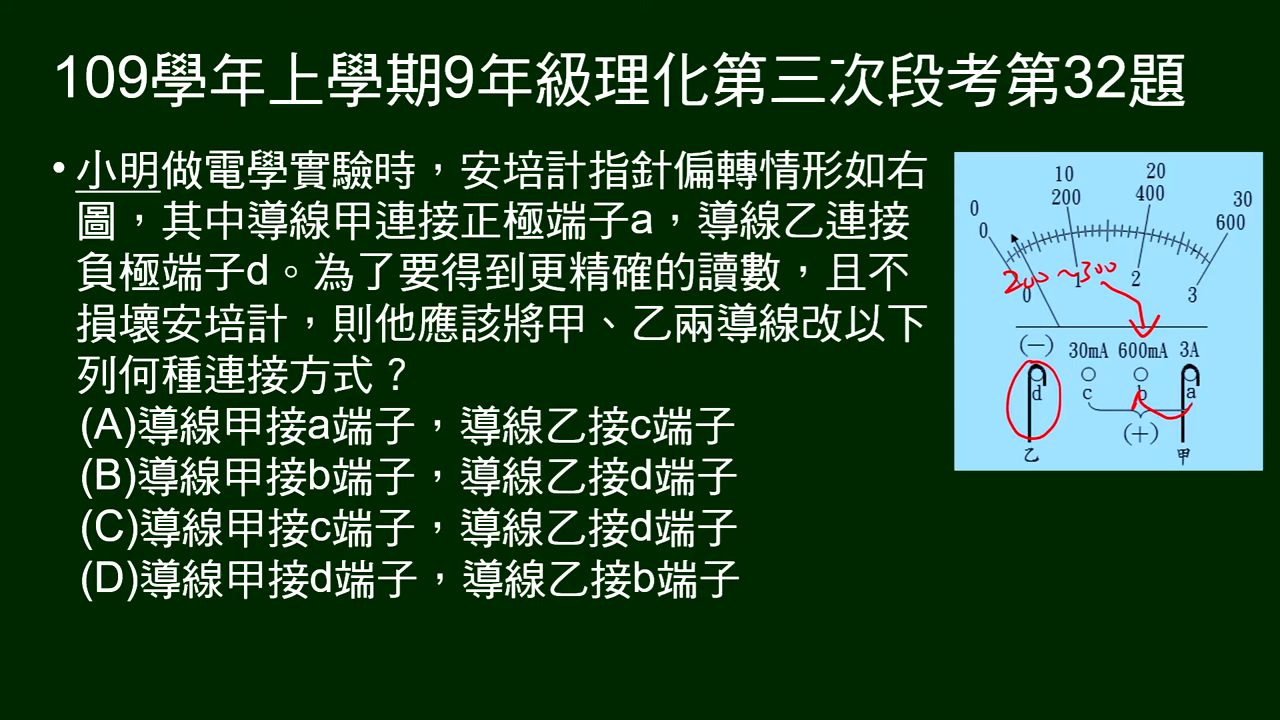 109學年上學期9年級理化第三次段考第32題
•小明做電學實驗時，安培計指針偏轉情形如右
圖，其中導線甲連接正極端子a，導線乙連接
負極端子d。為了要得到更精確的讀數，且不
損壞安培計，則他應該將甲、乙兩導線改以下
列何種連接方式？
(A)導線甲接a端子，導線乙接c端子
(B)導線甲接b端子，導線乙接d端子
(C)導線甲接c端子，導線乙接d端子
(D)導線甲接d端子，導線乙接b端子
0 10 20 30
0 200 400 600
200~300
0 1 2 3
(−) 30mA 600mA 3A
d c b a
(+)
乙 甲